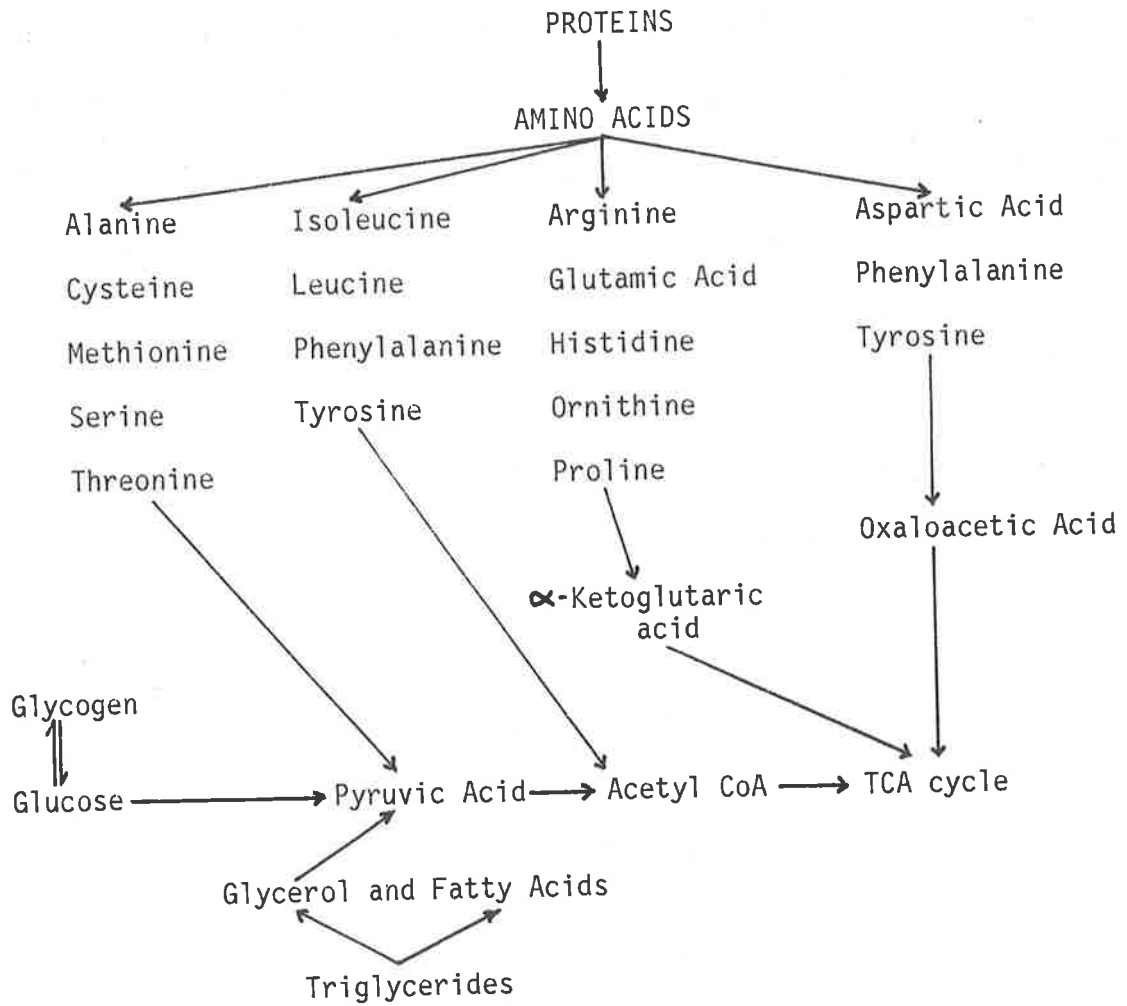 PROTEINS
AMINO ACIDS
Alanine
Cysteine
Methionine
Serine
Threonine
Isoleucine
Leucine
Phenylalanine
Tyrosine
Arginine
Glutamic Acid
Histidine
Ornithine
Proline
Aspartic Acid
Phenylalanine
Tyrosine
Oxaloacetic Acid
α-Ketoglutaric
acid
Glycogen
Glucose
Pyruvic Acid
Acetyl CoA
TCA cycle
Glycerol and Fatty Acids
Triglycerides